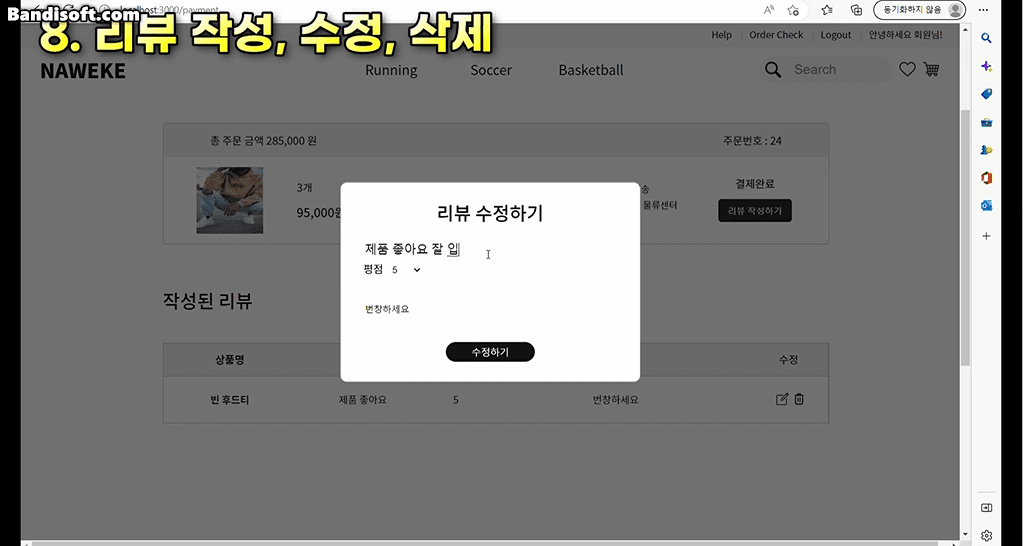 Bandisoft.com
localhost:3000/payment
동기화하지 않음
8. 리뷰 작성, 수정, 삭제
Help Order Check Logout 안녕하세요 회원님!
NAWEKE Running Soccer Basketball Search
총 주문 금액 285,000 원 주문번호 : 24
3개
95,000원
송
물류센터
결제완료
리뷰 작성하기
리뷰 수정하기
제품 좋아요 잘 입
평점 5
번창하세요
수정하기
작성된 리뷰
상품명 수정
빈 후드티 제품 좋아요 5 번창하세요